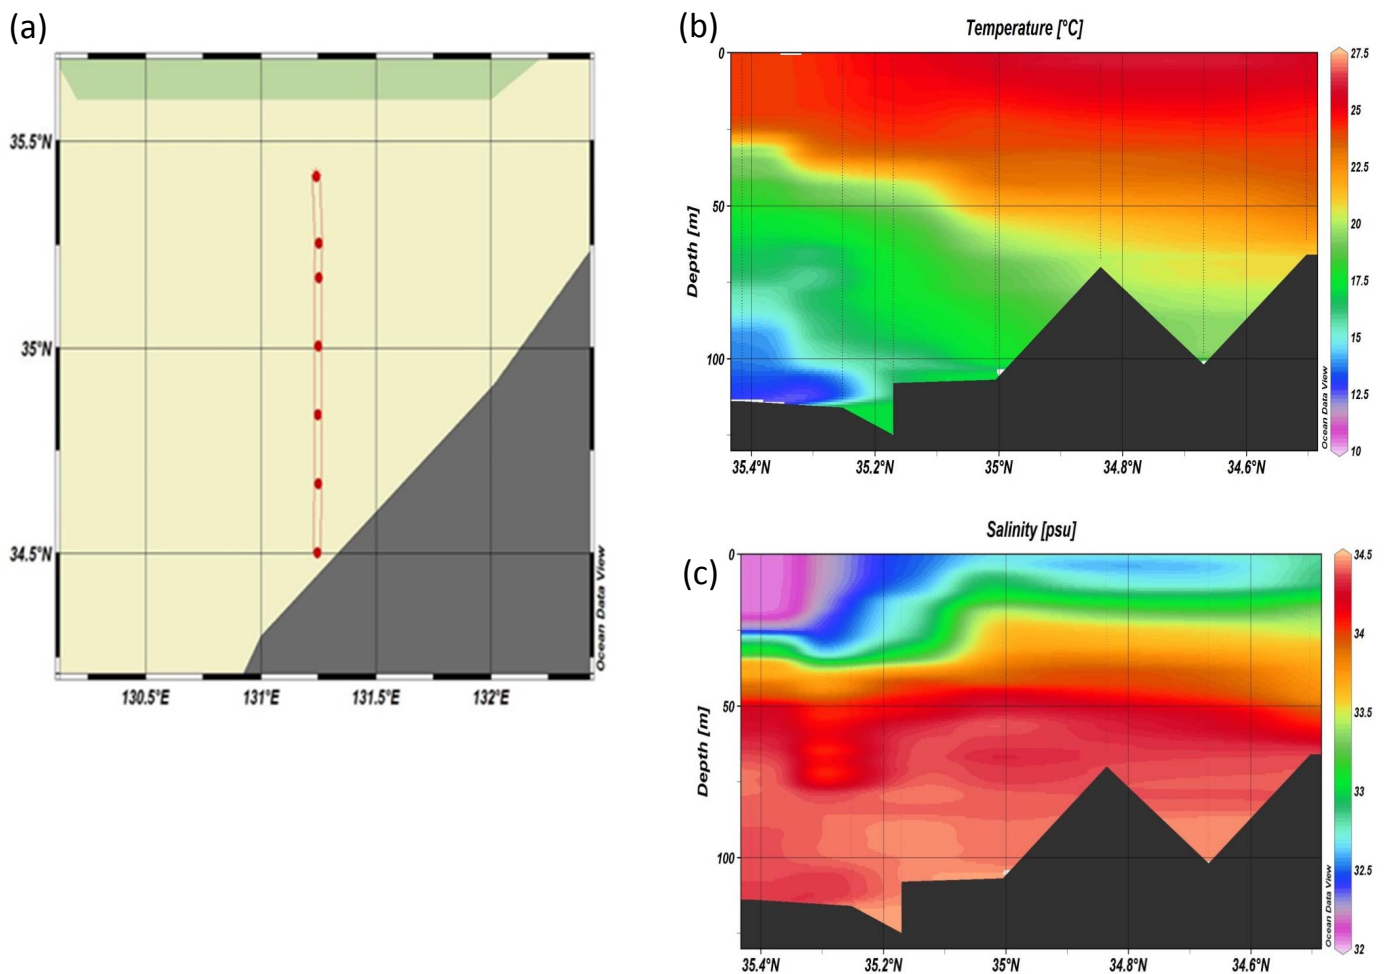 (a)
35.5°N
35°N
34.5°N
130.5°E
131°E
131.5°E
132°E
Ocean Data View
(b)
Temperature [°C]
Depth [m]
0
50
100
35.4°N
35.2°N
35°N
34.8°N
34.6°N
27.5
25
22.5
20
17.5
15
12.5
10
Ocean Data View
(c)
Salinity [psu]
Depth [m]
0
50
100
35.4°N
35.2°N
35°N
34.8°N
34.6°N
34.5
34
33.5
33
32.5
32
Ocean Data View